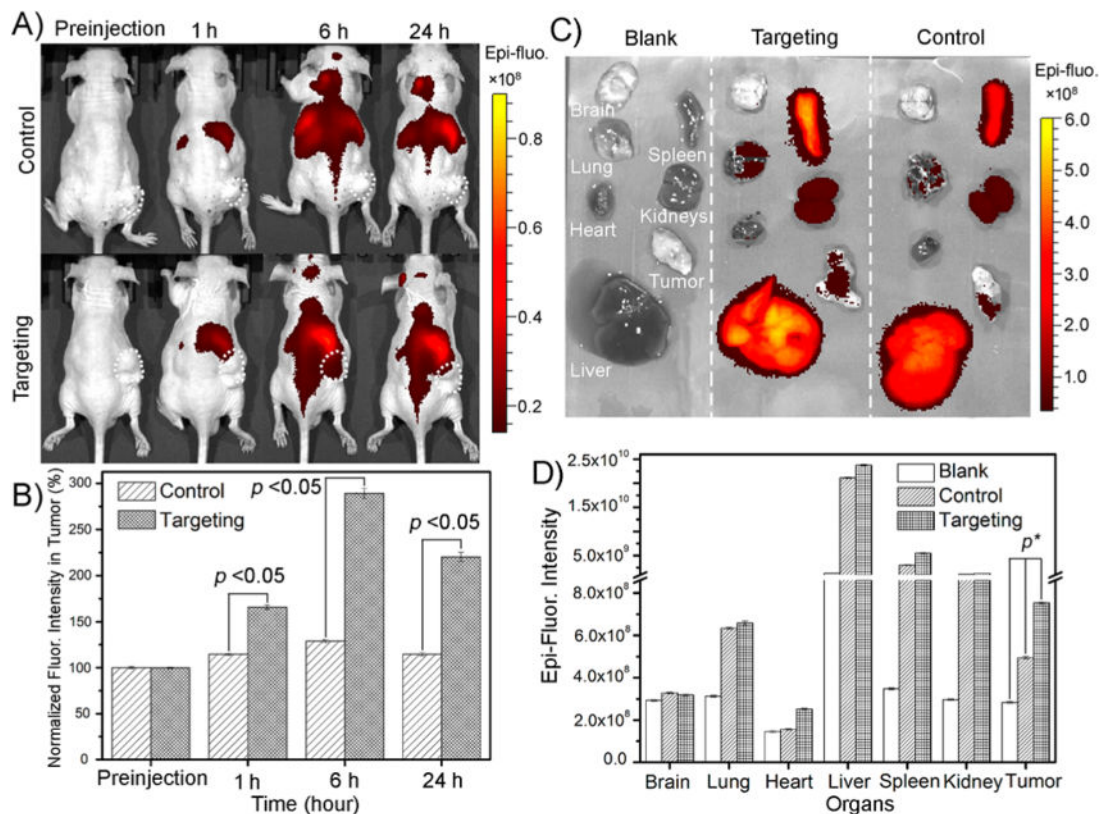 A)
Preinjection 1 h 6 h 24 h
Epi-fluo.
×10⁸
0.8
0.6
0.4
0.2
Control
Targeting
B)
Normalized Fluor. Intensity in Tumor (%)
300
250
200
150
100
50
0
Control
Targeting
p <0.05
p <0.05
p <0.05
Preinjection 1 h 6 h 24 h
Time (hour)
C)
Blank Targeting Control
Epi-fluo.
×10⁸
6.0
5.0
4.0
3.0
2.0
1.0
Brain
Lung
Spleen
Heart
Kidneys
Tumor
Liver
D)
Epi-Fluor. Intensity
2.5x10¹⁰
2.0x10¹⁰
5.0x10⁹
8.0x10⁸
6.0x10⁸
4.0x10⁸
2.0x10⁸
0.0
Blank
Control
Targeting
p*
Brain Lung Heart Liver Spleen Kidney Tumor
Organs